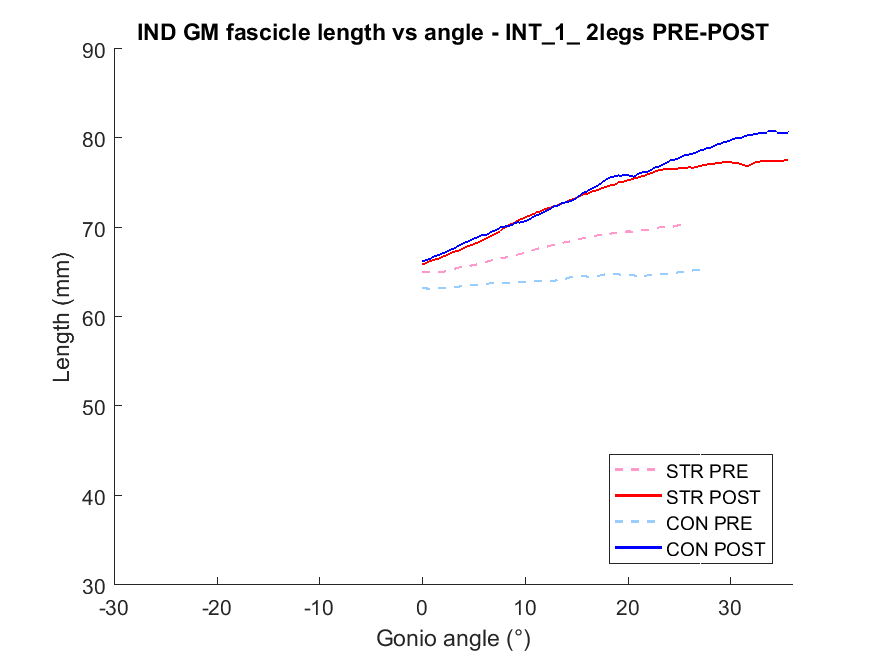 IND GM fascicle length vs angle - INT_1_ 2legs PRE-POST
90
80
70
60
50
40
30
Length (mm)
-30 -20 -10 0 10 20 30
Gonio angle (°)
STR PRE
STR POST
CON PRE
CON POST